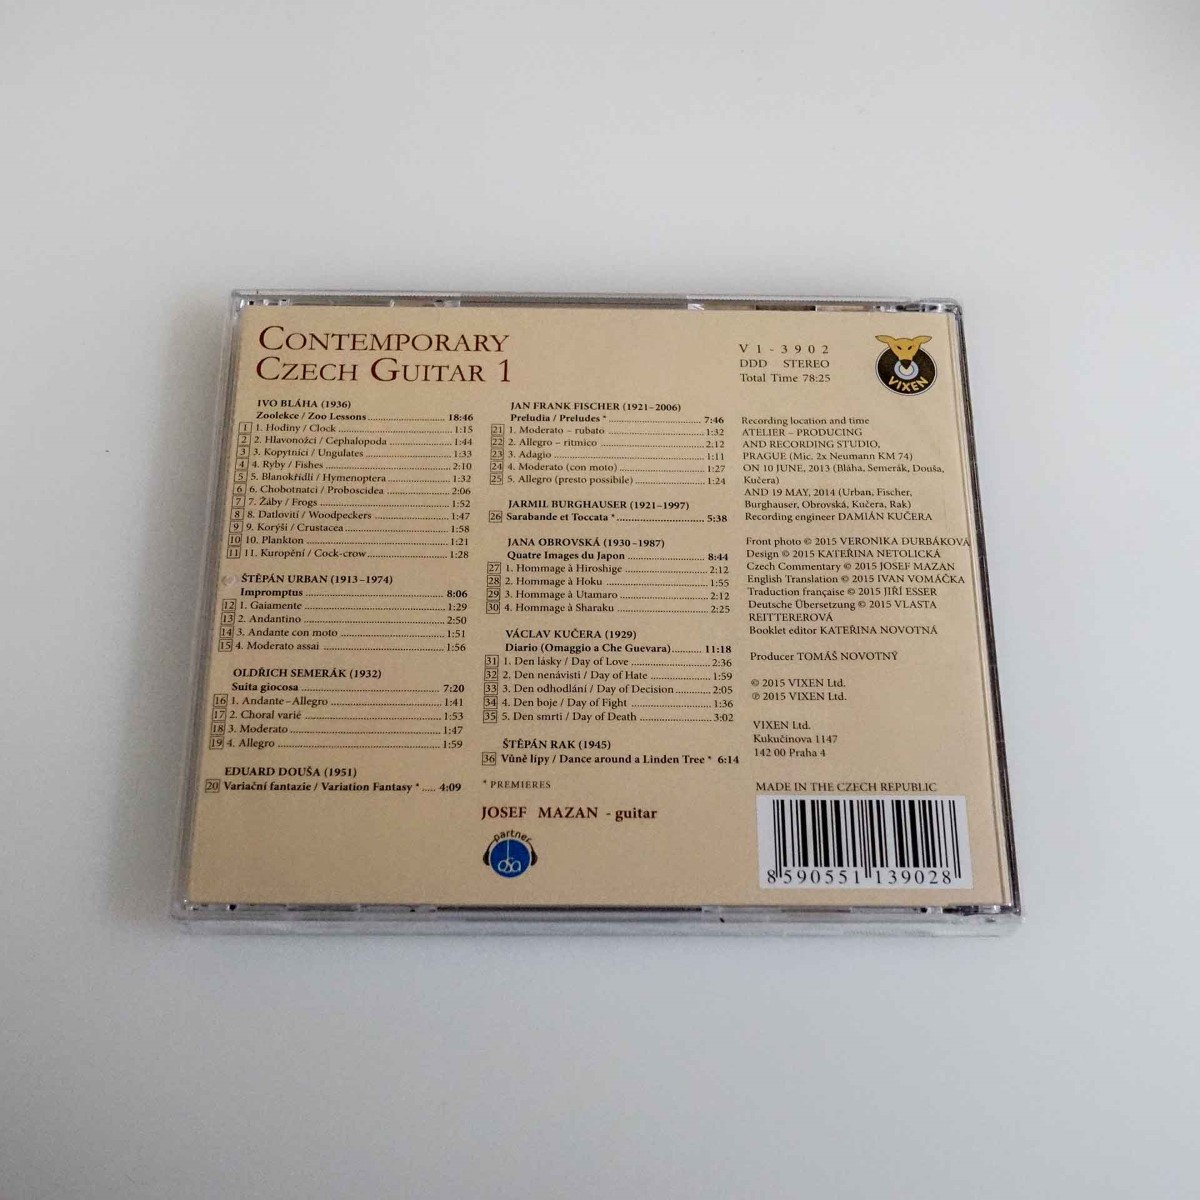 CONTEMPORARY
CZECH GUITAR 1
IVO BLÁHA (1936)
Zoolekce / Zoo Lessons 18:46
1 1. Hodiny / Clock 1:15
2 2. Hlavonožci / Cephalopoda 1:44
3 3. Kopytníci / Ungulates 1:33
4 4. Ryby / Fishes 2:10
5 5. Blanokřídlí / Hymenoptera 1:32
6 6. Chobotnatci / Proboscidea 2:06
7 7. Žáby / Frogs 1:52
8 8. Datlovití / Woodpeckers 1:47
9 9. Korýši / Crustacea 1:58
10 10. Plankton 1:21
11 11. Kuropění / Cock-crow 1:28
ŠTĚPÁN URBAN (1913–1974)
Impromptus 8:06
12 1. Gaiamente 1:29
13 2. Andantino 2:50
14 3. Andante con moto 1:51
15 4. Moderato assai 1:56
OLDŘICH SEMERÁK (1932)
Suita giocosa 7:20
16 1. Andante–Allegro 1:41
17 2. Choral varié 1:53
18 3. Moderato 1:47
19 4. Allegro 1:59
EDUARD DOUŠA (1951)
20 Variační fantazie / Variation Fantasy * 4:09
JAN FRANK FISCHER (1921–2006)
Preludia / Preludes * 7:46
21 1. Moderato – rubato 1:32
22 2. Allegro – ritmico 2:12
23 3. Adagio 1:11
24 4. Moderato (con moto) 1:27
25 5. Allegro (presto possibile) 1:24
JARMIL BURGHAUSER (1921–1997)
26 Sarabande et Toccata * 5:38
JANA OBROVSKÁ (1930–1987)
Quatre Images du Japon 8:44
27 1. Hommage à Hiroshige 2:12
28 2. Hommage à Hoku 1:55
29 3. Hommage à Utamaro 2:12
30 4. Hommage à Sharaku 2:25
VÁCLAV KUČERA (1929)
Diario (Omaggio a Che Guevara) 11:18
31 1. Den lásky / Day of Love 2:36
32 2. Den nenávisti / Day of Hate 1:59
33 3. Den odhodlání / Day of Decision 2:05
34 4. Den boje / Day of Fight 1:36
35 5. Den smrti / Day of Death 3:02
ŠTĚPÁN RAK (1945)
36 Vůně lípy / Dance around a Linden Tree * 6:14
* PREMIERES
JOSEF MAZAN - guitar
partner
OSA
V 1 - 3 9 0 2
DDD STEREO
Total Time 78:25
VIXEN
Recording location and time
ATELIER – PRODUCING
AND RECORDING STUDIO,
PRAGUE (Mic. 2x Neumann KM 74)
ON 10 JUNE, 2013 (Bláha, Semerák, Douša,
Kučera)
AND 19 MAY, 2014 (Urban, Fischer,
Burghauser, Obrovská, Kučera, Rak)
Recording engineer DAMIÁN KUČERA
Front photo © 2015 VERONIKA DURBÁKOVÁ
Design © 2015 KATEŘINA NETOLICKÁ
Czech Commentary © 2015 JOSEF MAZAN
English Translation © 2015 IVAN VOMÁČKA
Traduction française © 2015 JIŘÍ ESSER
Deutsche Übersetzung © 2015 VLASTA
REITTEREROVÁ
Booklet editor KATEŘINA NOVOTNÁ
Producer TOMÁŠ NOVOTNÝ
© 2015 VIXEN Ltd.
℗ 2015 VIXEN Ltd.
VIXEN Ltd.
Kukučínova 1147
142 00 Praha 4
MADE IN THE CZECH REPUBLIC
8 590551 139028